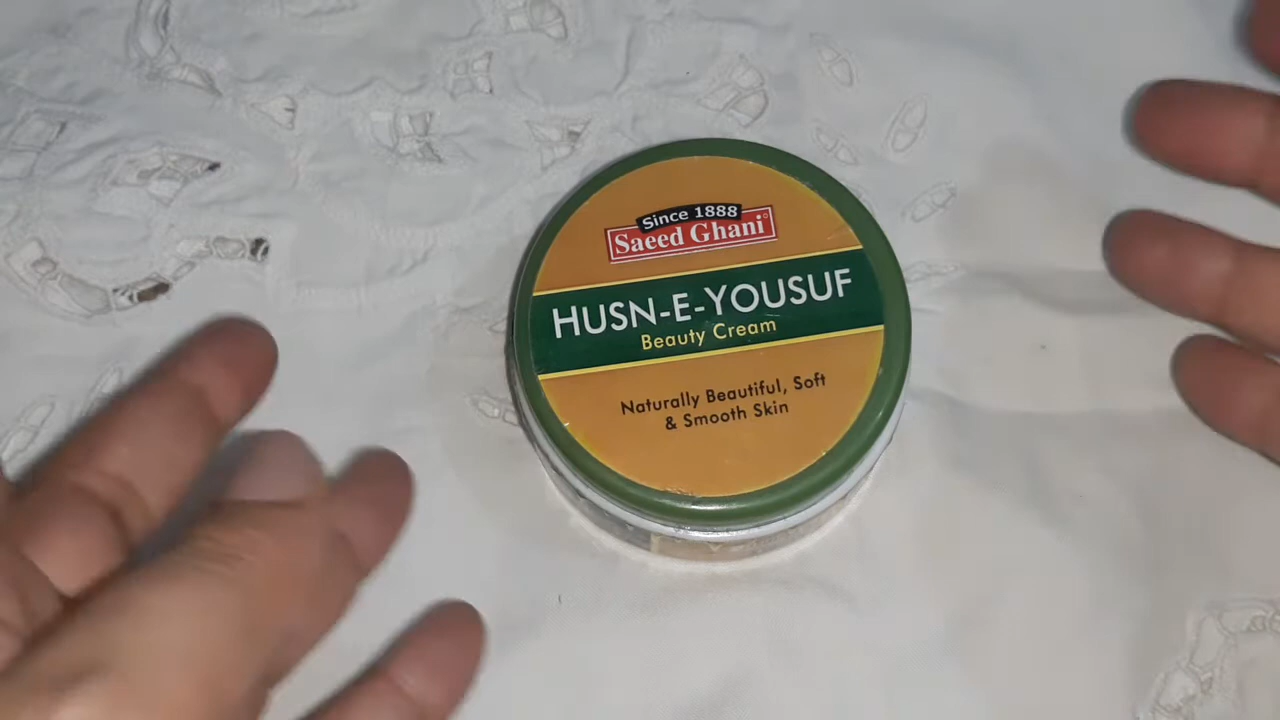 Since 1888
Saeed Ghani
HUSN-E-YOUSUF
Beauty Cream
Naturally Beautiful, Soft
& Smooth Skin